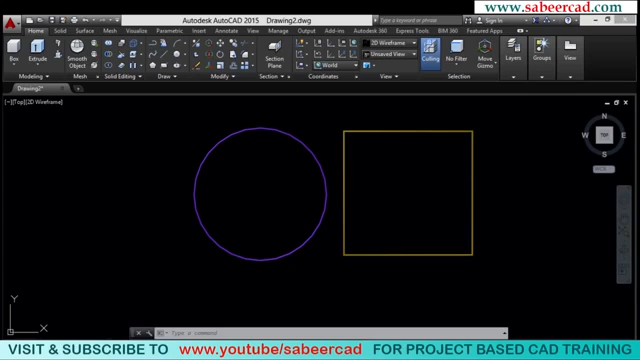 www.sabeercad.com
Autodesk AutoCAD 2015 Drawing2.dwg
Type a keyword or phrase
Sign In
Home Solid Surface Mesh Visualize Parametric Insert Annotate View Manage Output Add-ins Autodesk 360 Express Tools BIM 360 Featured Apps
Box
Extrude
Smooth Object
Section Plane
2D Wireframe
Unsaved View
World
Culling
No Filter
Move Gizmo
Layers
Groups
View
Modeling
Mesh
Solid Editing
Draw
Modify
Section
Coordinates
View
Selection
Drawing2*
[−][Top][2D Wireframe]
N
W
TOP
E
S
WCS
Y
X
Type a command
VISIT & SUBSCRIBE TO www.youtube/sabeercad FOR PROJECT BASED CAD TRAINING